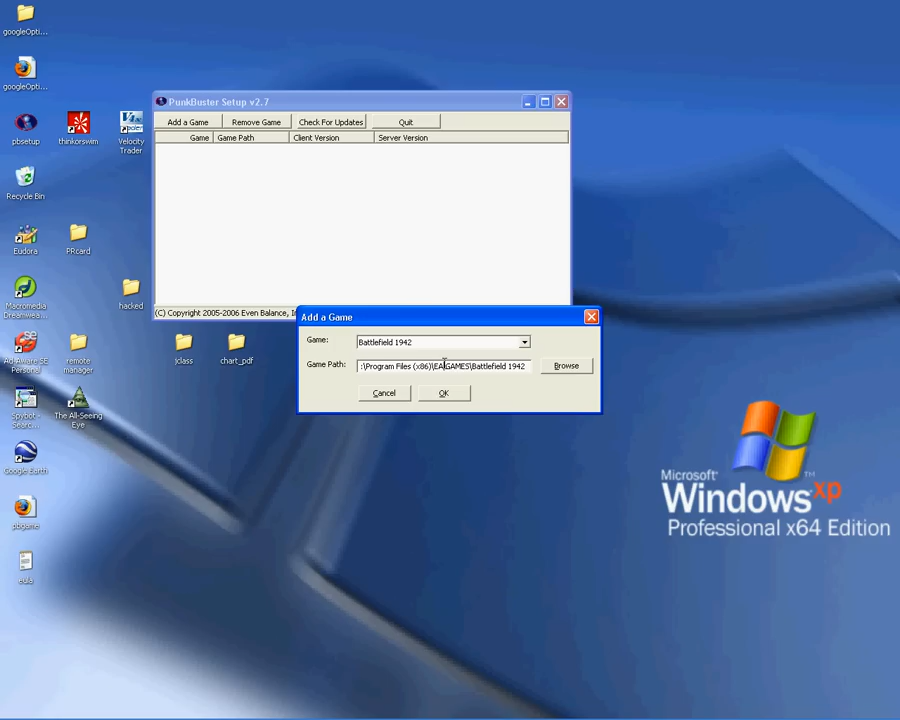 googleOpti...
googleOpti...
pbsetup
thinkorswim
Velocity
Trader
Recycle Bin
Eudora
PRcard
Macromedia
Dreamwea...
hacked
Ad-Aware SE
Personal
remote
manager
jclass
chart_pdf
Spybot -
Searc...
The All-Seeing
Eye
Google Earth
pbgame
eula
PunkBuster Setup v2.7
Add a Game
Remove Game
Check For Updates
Quit
Game
Game Path
Client Version
Server Version
(C) Copyright 2005-2006 Even Balance, I
Add a Game
Game:
Battlefield 1942
Game Path:
:\Program Files (x86)\EA GAMES\Battlefield 1942
Browse
Cancel
OK
Microsoft®
Windows xp
Professional x64 Edition